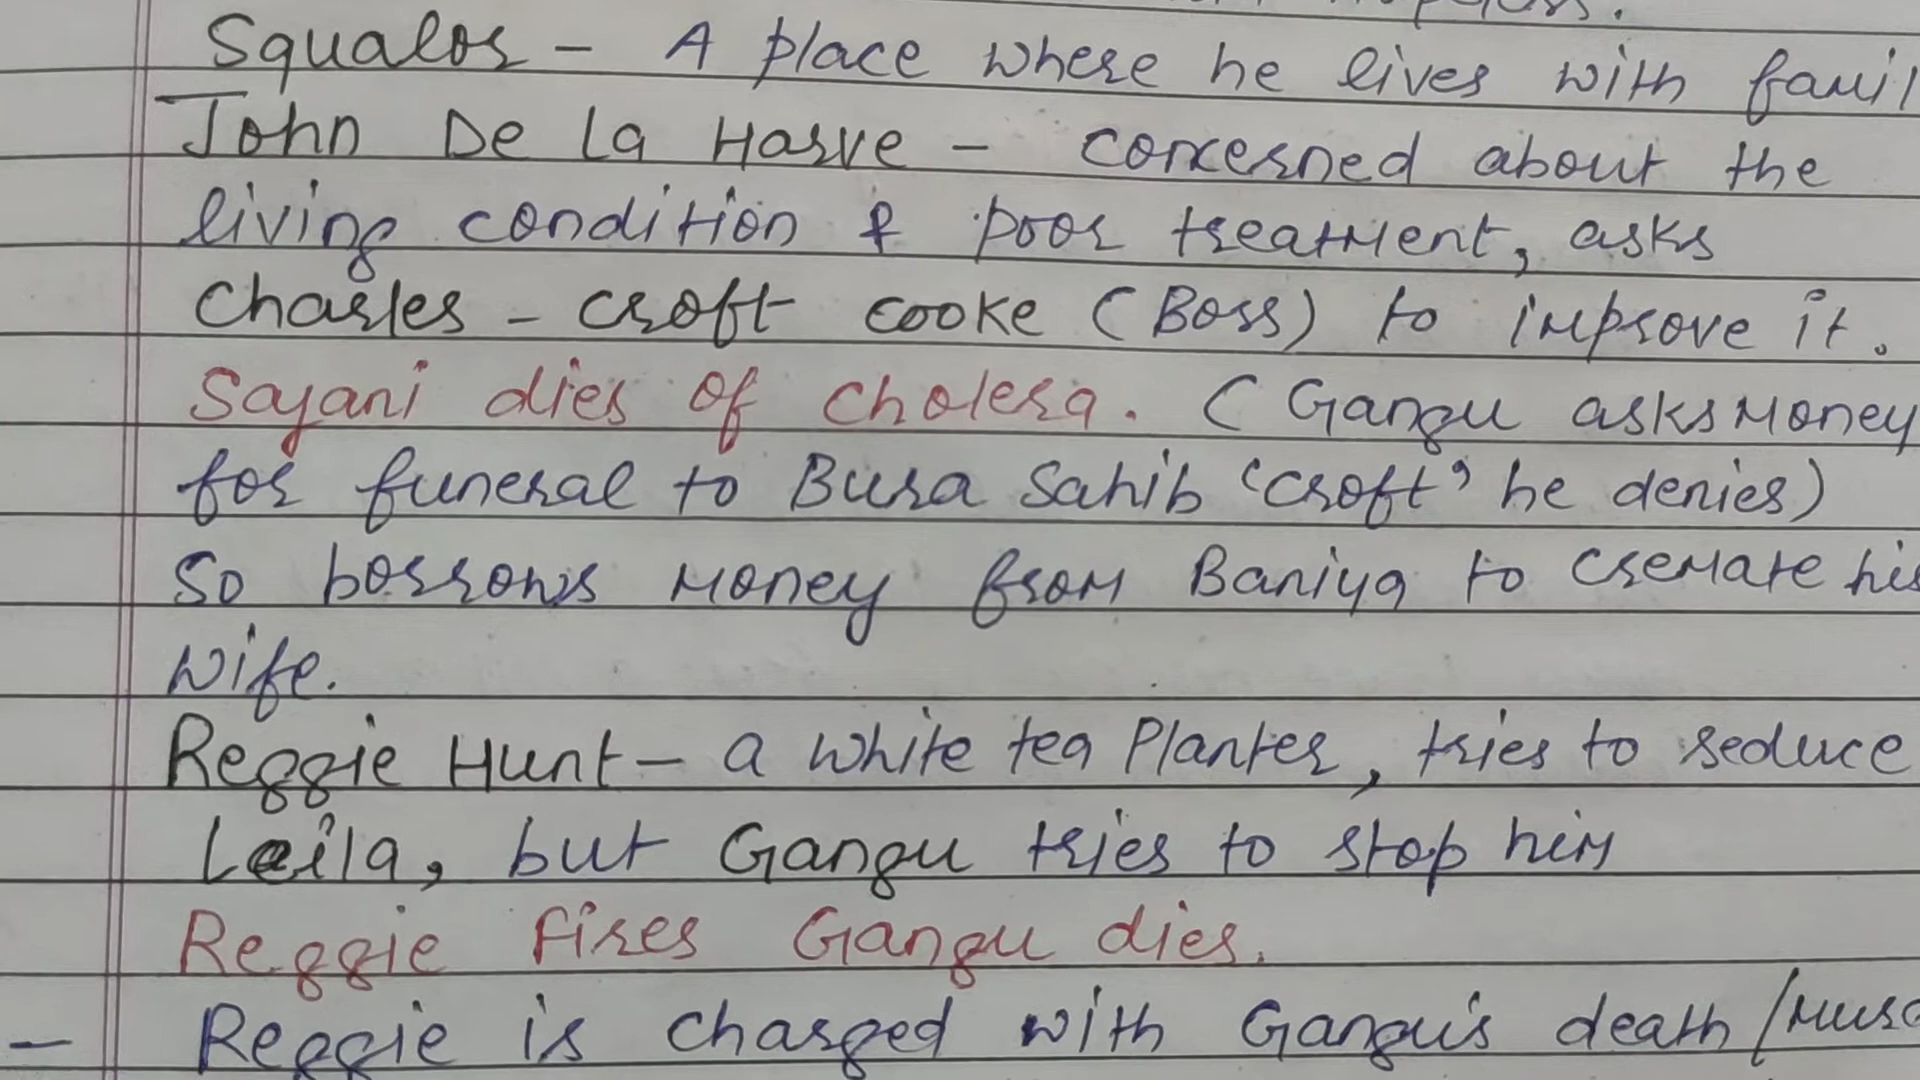 Squalor - A place where he lives with famil
John De la Harve - concerned about the
living condition & poor treatment, asks
Charles - croft cooke (Boss) to improve it.
Sajani dies of cholera. (Gangu asks money
for funeral to Bura Sahib 'croft' he denies)
So borrows money from Baniya to cremate his
wife.
Reggie Hunt - a white tea Planter, tries to seduce
Leila, but Gangu tries to stop him
Reggie fires Gangu dies.
- Reggie is charged with Gangu's death /mur